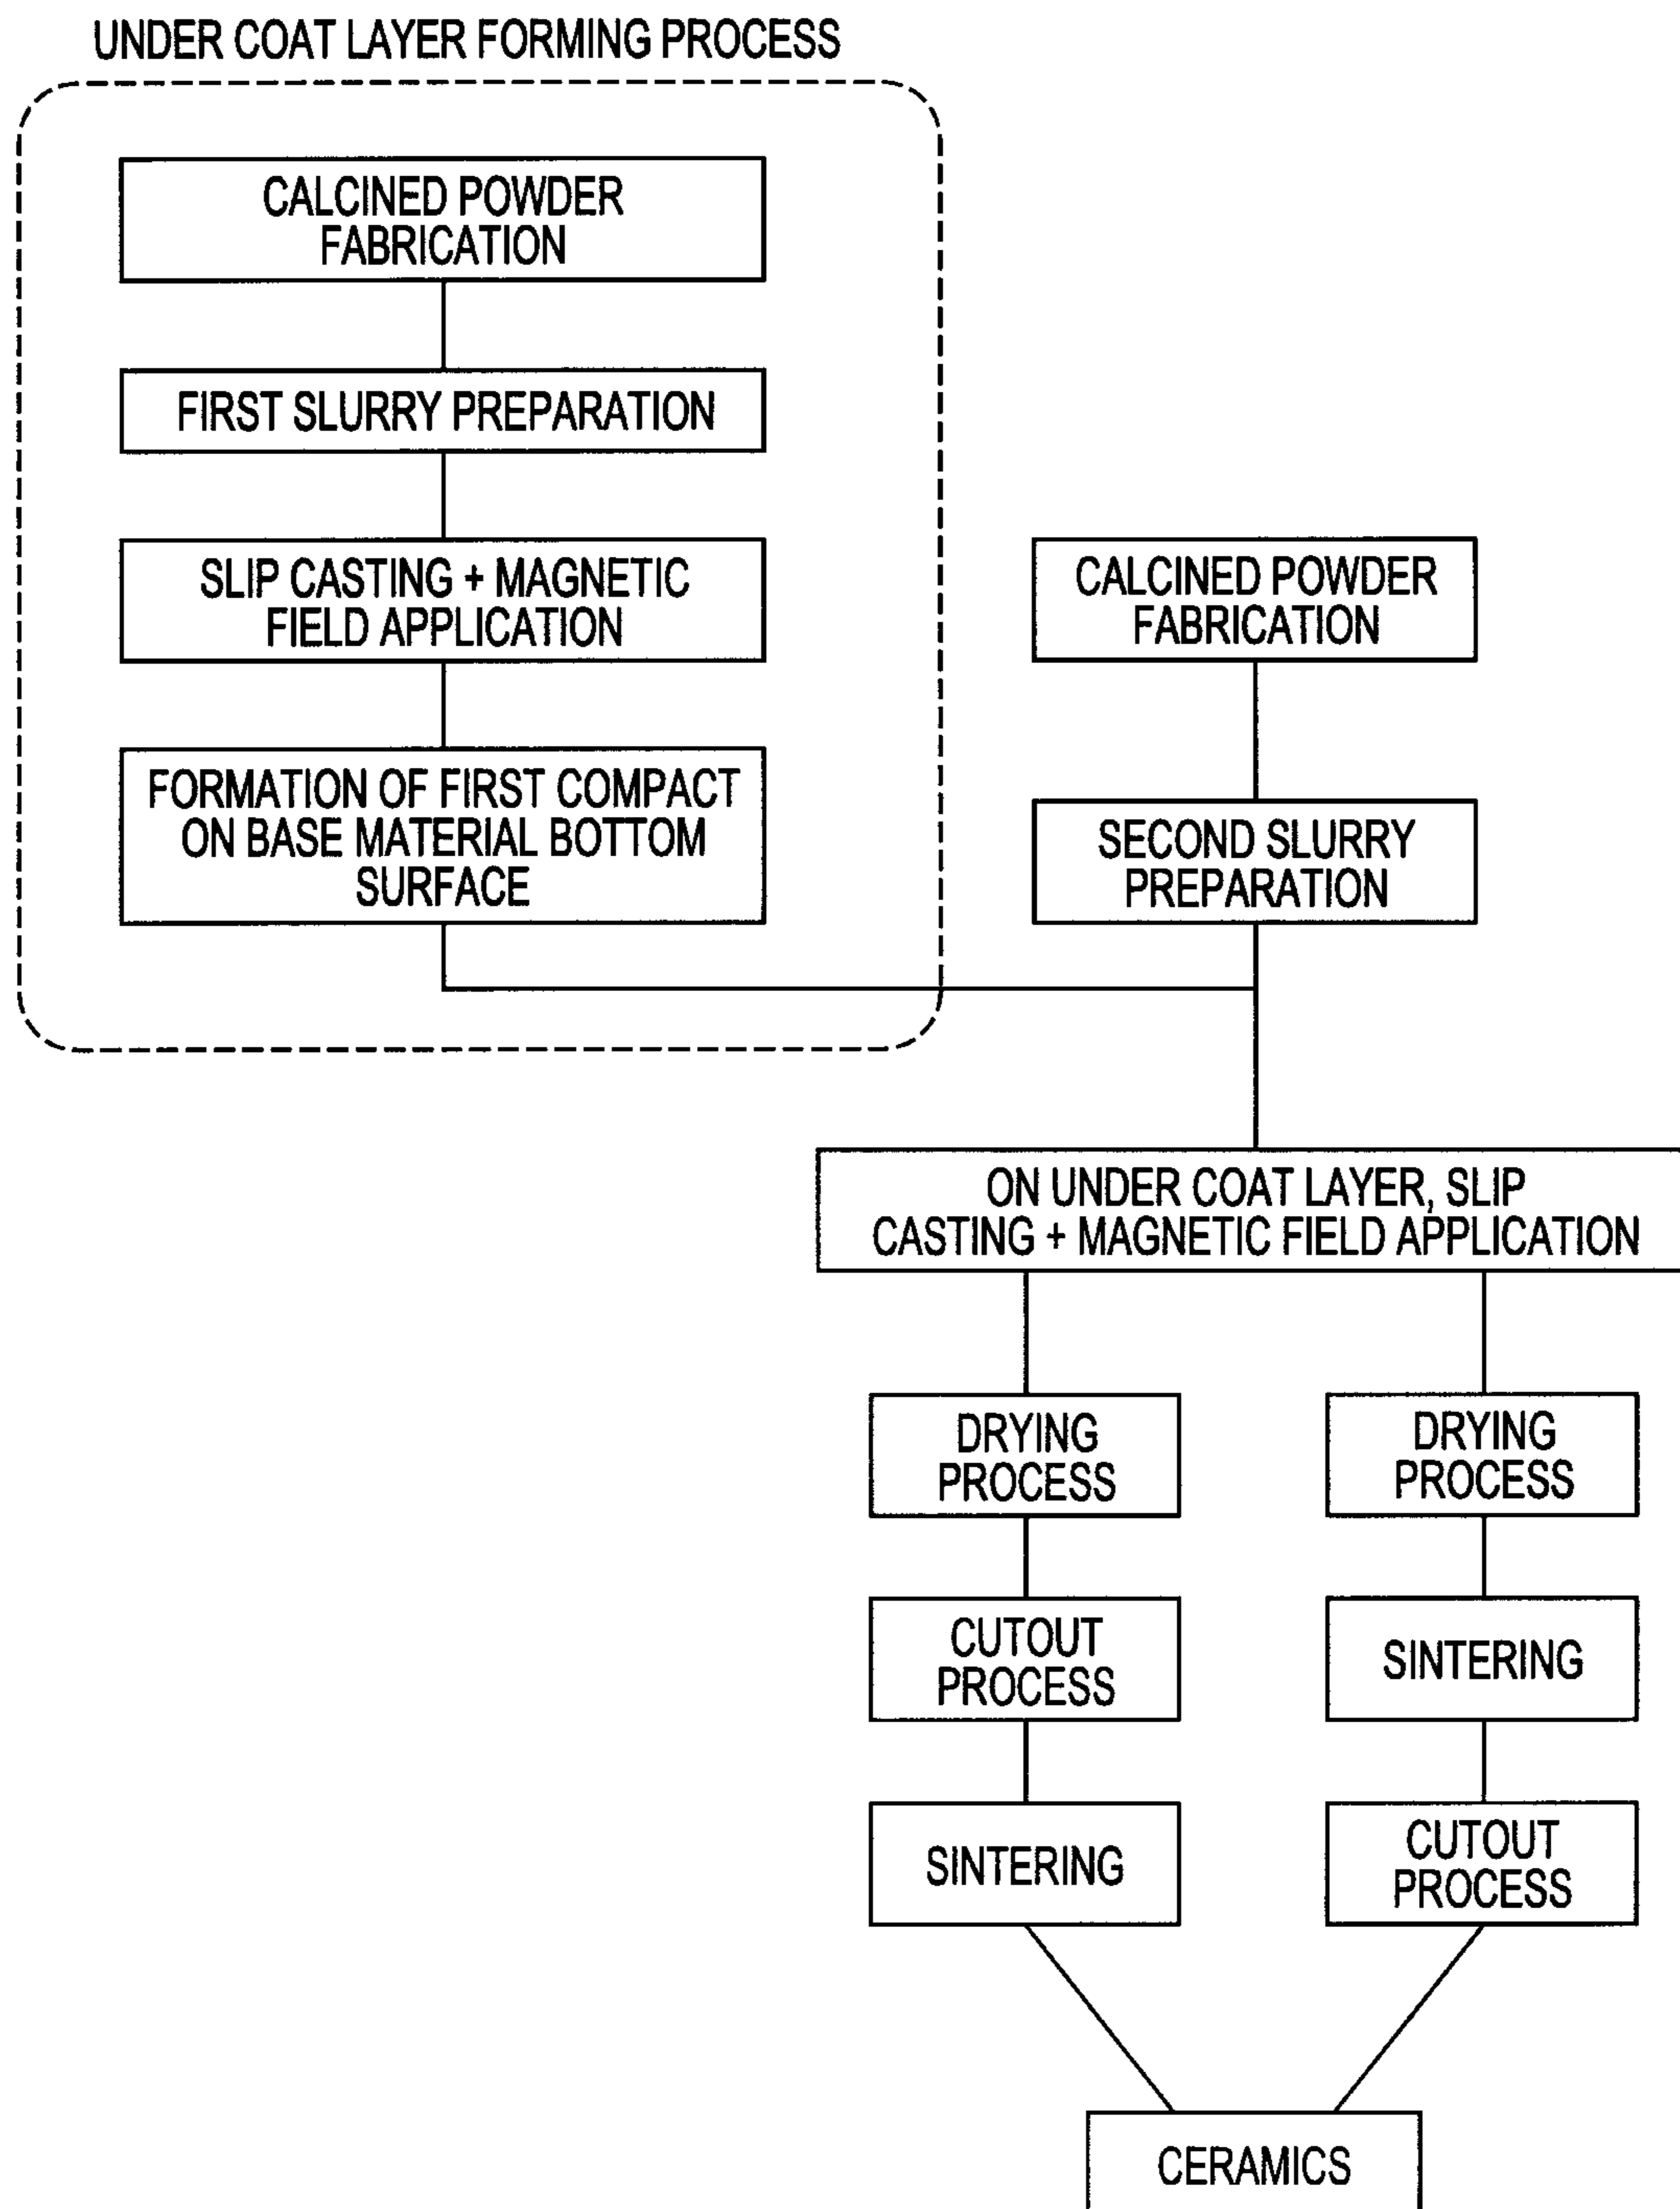 UNDER COAT LAYER FORMING PROCESS
CALCINED POWDER
FABRICATION
FIRST SLURRY PREPARATION
SLIP CASTING + MAGNETIC
FIELD APPLICATION
FORMATION OF FIRST COMPACT
ON BASE MATERIAL BOTTOM
SURFACE
CALCINED POWDER
FABRICATION
SECOND SLURRY
PREPARATION
ON UNDER COAT LAYER, SLIP
CASTING + MAGNETIC FIELD APPLICATION
DRYING
PROCESS
CUTOUT
PROCESS
SINTERING
DRYING
PROCESS
SINTERING
CUTOUT
PROCESS
CERAMICS